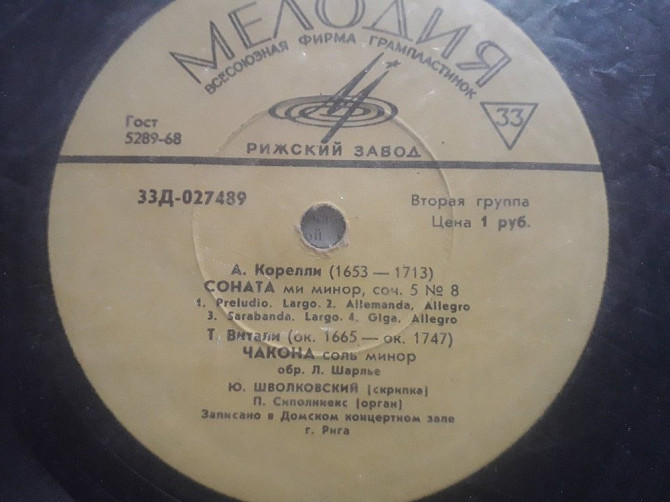 МЕЛОДИЯ
ВСЕСОЮЗНАЯ ФИРМА ГРАМПЛАСТИНОК
33
Гост
5289-68
РИЖСКИЙ ЗАВОД
33Д-027489
Вторая группа
Цена 1 руб.
А. Корелли (1653 — 1713)
СОНАТА ми минор, соч. 5 № 8
1. Preludio. Largo. 2. Allemanda, Allegro
3. Sarabanda. Largo. 4. Giga, Allegro
Т. Витали (ок. 1665 — ок. 1747)
ЧАКОНА соль минор
обр. Л. Шарлье
Ю. ШВОЛКОВСКИЙ (скрипка)
П. Сиполниекс (орган)
Записано в Домском концертном зале
г. Рига